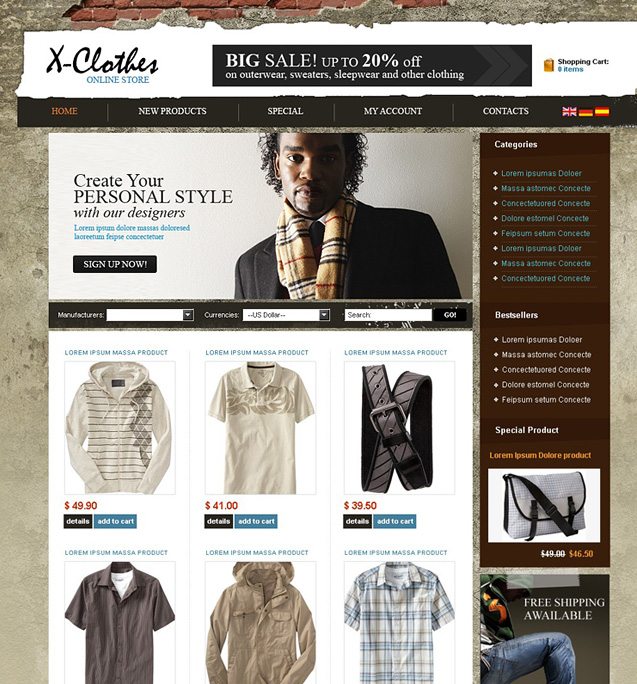 X-Clothes
ONLINE STORE
BIG SALE! UP TO 20% off
on outerwear, sweaters, sleepwear and other clothing
Shopping Cart:
0 items
HOME
NEW PRODUCTS
SPECIAL
MY ACCOUNT
CONTACTS
Create Your
PERSONAL STYLE
with our designers
Lorem ipsum dolore massas doloresed
laoreetum feipse concectetuer
SIGN UP NOW!
Manufacturers:
Currencies:
--US Dollar--
Search:
GO!
LOREM IPSUM MASSA PRODUCT
LOREM IPSUM MASSA PRODUCT
LOREM IPSUM MASSA PRODUCT
$ 49.90
$ 41.00
$ 39.50
details
add to cart
details
add to cart
details
add to cart
LOREM IPSUM MASSA PRODUCT
LOREM IPSUM MASSA PRODUCT
LOREM IPSUM MASSA PRODUCT
Categories
Lorem ipsumas Doloer
Massa astomec Concecte
Concectetuored Concecte
Dolore estomel Concecte
Feipsum setum Concecte
Lorem ipsumas Doloer
Massa astomec Concecte
Concectetuored Concecte
Bestsellers
Lorem ipsumas Doloer
Massa astomec Concecte
Concectetuored Concecte
Dolore estomel Concecte
Feipsum setum Concecte
Special Product
Lorem Ipsum Dolore product
$49.00 $46.50
FREE SHIPPING
AWAILABLE